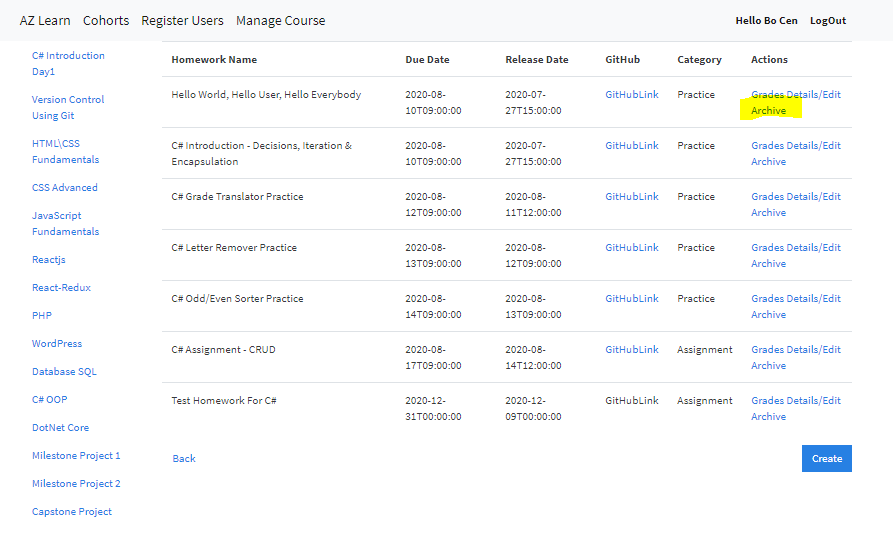 AZ Learn Cohorts Register Users Manage Course Hello Bo Cen LogOut
C# Introduction
Day1
Version Control
Using Git
HTML\CSS
Fundamentals
CSS Advanced
JavaScript
Fundamentals
Reactjs
React-Redux
PHP
WordPress
Database SQL
C# OOP
DotNet Core
Milestone Project 1
Milestone Project 2
Capstone Project
Homework Name Due Date Release Date GitHub Category Actions
Hello World, Hello User, Hello Everybody 2020-08- 2020-07- GitHubLink Practice Grades Details/Edit
10T09:00:00 27T15:00:00 Archive
C# Introduction - Decisions, Iteration & 2020-08- 2020-07- GitHubLink Practice Grades Details/Edit
Encapsulation 10T09:00:00 27T15:00:00 Archive
C# Grade Translator Practice 2020-08- 2020-08- GitHubLink Practice Grades Details/Edit
12T09:00:00 11T12:00:00 Archive
C# Letter Remover Practice 2020-08- 2020-08- GitHubLink Practice Grades Details/Edit
13T09:00:00 12T09:00:00 Archive
C# Odd/Even Sorter Practice 2020-08- 2020-08- GitHubLink Practice Grades Details/Edit
14T09:00:00 13T09:00:00 Archive
C# Assignment - CRUD 2020-08- 2020-08- GitHubLink Assignment Grades Details/Edit
17T09:00:00 14T12:00:00 Archive
Test Homework For C# 2020-12- 2020-12- GitHubLink Assignment Grades Details/Edit
31T00:00:00 09T00:00:00 Archive
Back Create